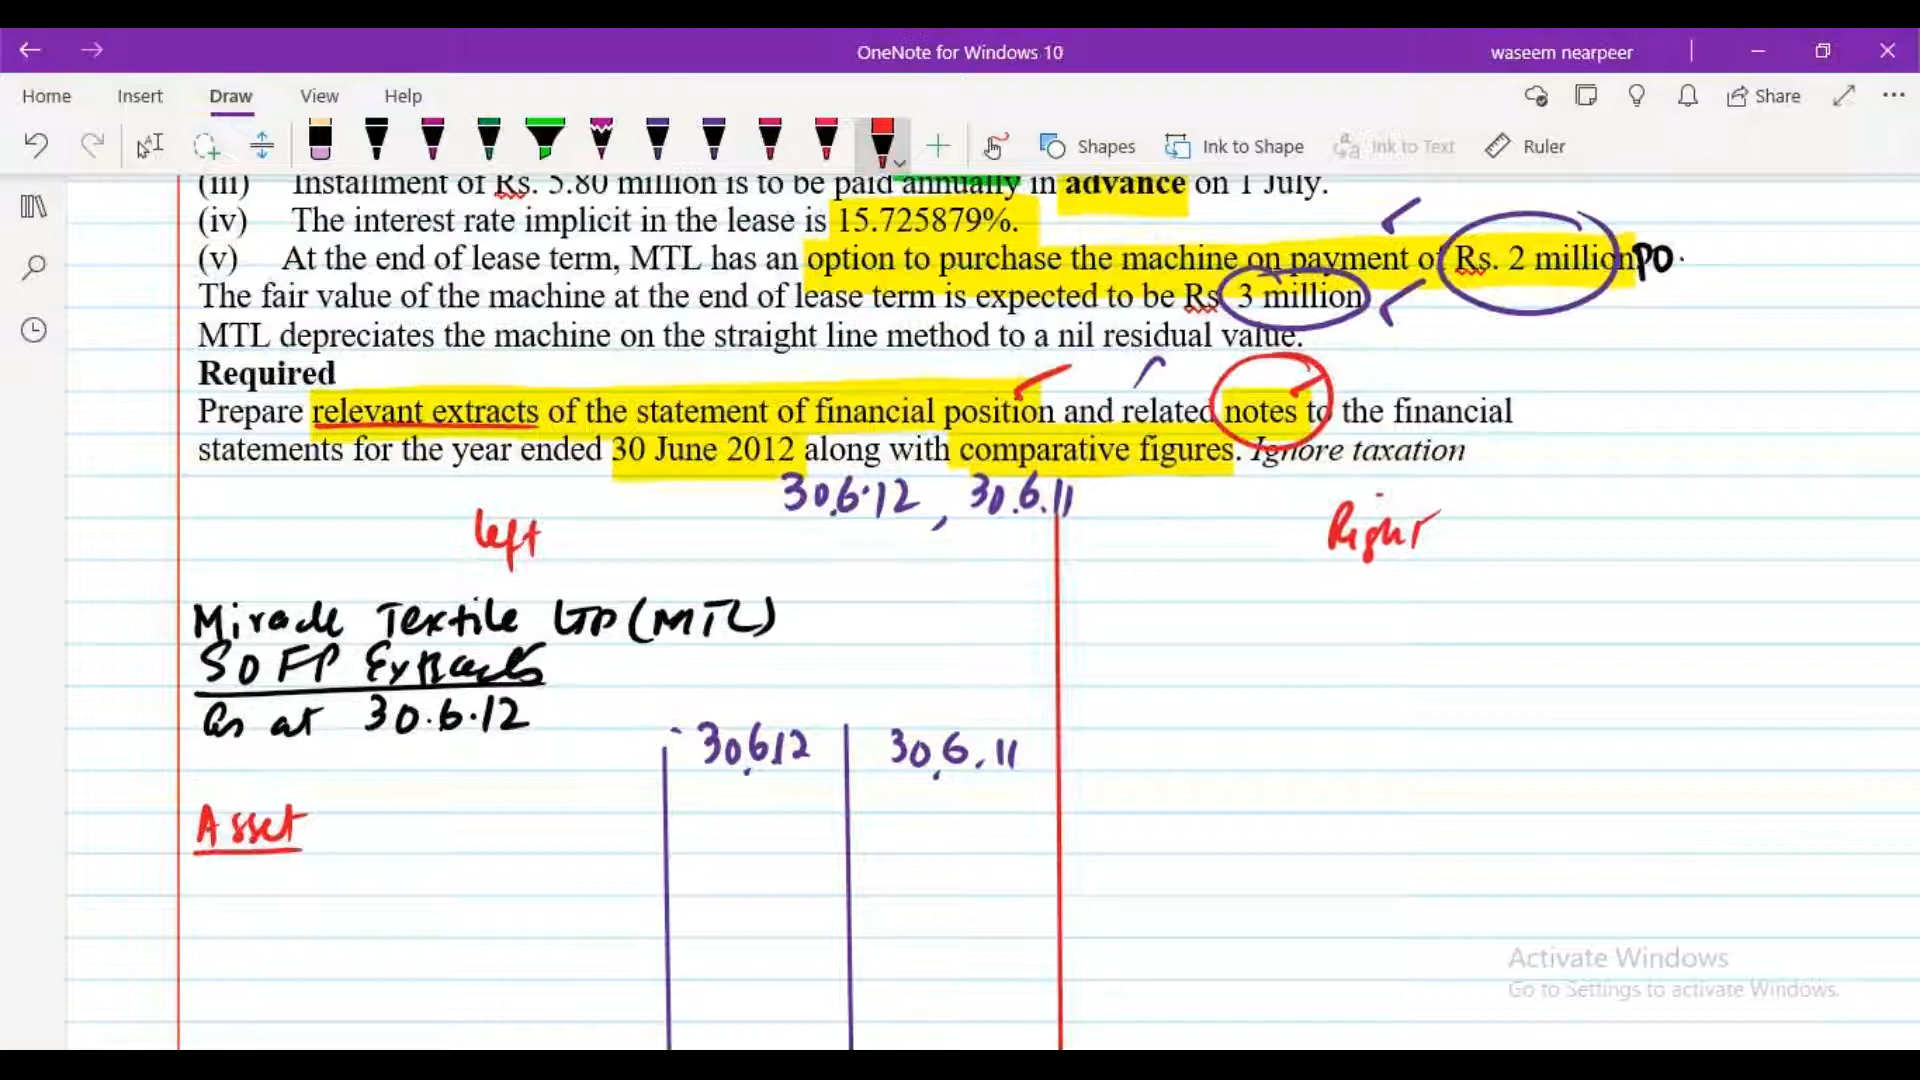 OneNote for Windows 10
waseem nearpeer
Home Insert Draw View Help
Share
Shapes Ink to Shape Ink to Text Ruler
(iii) Installment of Rs. 5.80 million is to be paid annually in advance on 1 July.
(iv) The interest rate implicit in the lease is 15.725879%.
(v) At the end of lease term, MTL has an option to purchase the machine on payment of Rs. 2 million PO.
The fair value of the machine at the end of lease term is expected to be Rs 3 million
MTL depreciates the machine on the straight line method to a nil residual value.
Required
Prepare relevant extracts of the statement of financial position and related notes to the financial
statements for the year ended 30 June 2012 along with comparative figures. Ignore taxation
30.6.12, 30.6.11
left
Right
Miracle Textile LTD (MTL)
SOFP Extracts
as at 30.6.12
30.6.12 30.6.11
Asset
Activate Windows
Go to Settings to activate Windows.